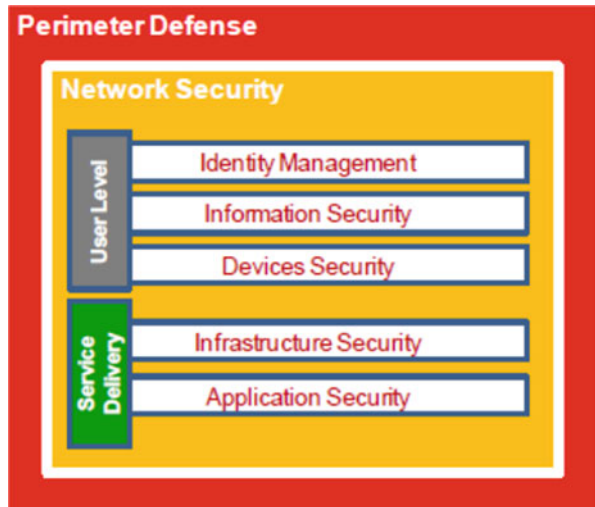 Perimeter Defense
Network Security
User Level
Identity Management
Information Security
Devices Security
Service
Delivery
Infrastructure Security
Application Security